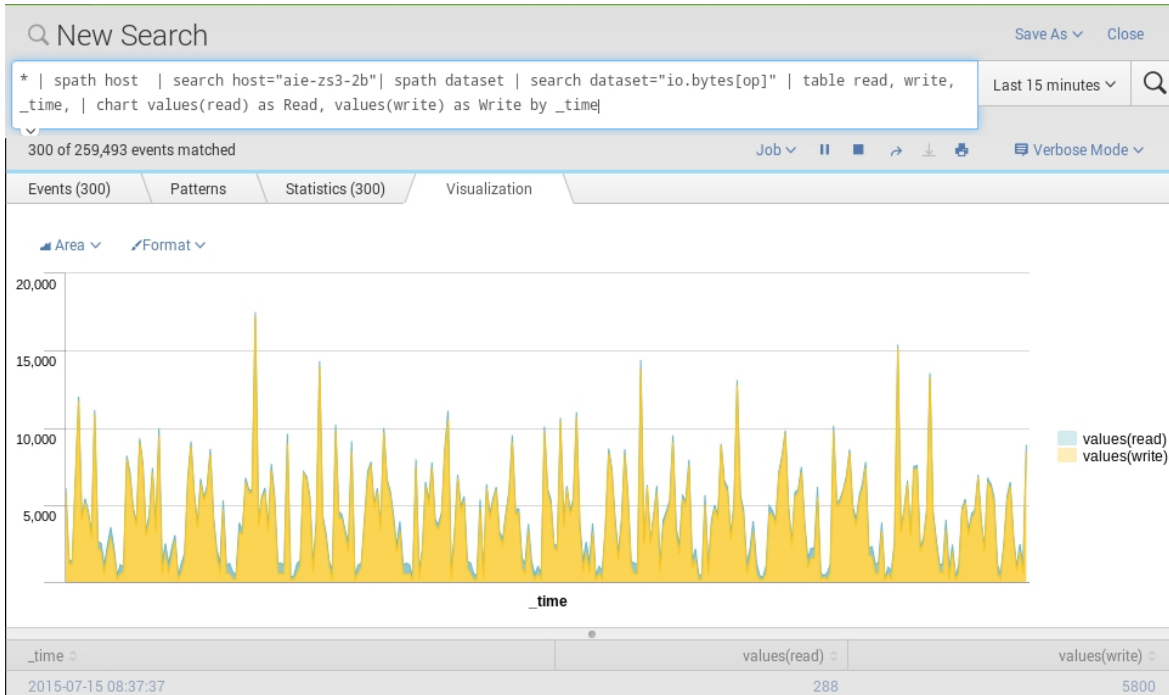 New Search
Save As
Close
* | spath host  | search host="aie-zs3-2b"| spath dataset | search dataset="io.bytes[op]" | table read, write,
_time, | chart values(read) as Read, values(write) as Write by _time
Last 15 minutes
300 of 259,493 events matched
Job
Verbose Mode
Events (300)
Patterns
Statistics (300)
Visualization
Area
Format
20,000
15,000
10,000
5,000
values(read)
values(write)
_time
_time
values(read)
values(write)
2015-07-15 08:37:37
288
5800